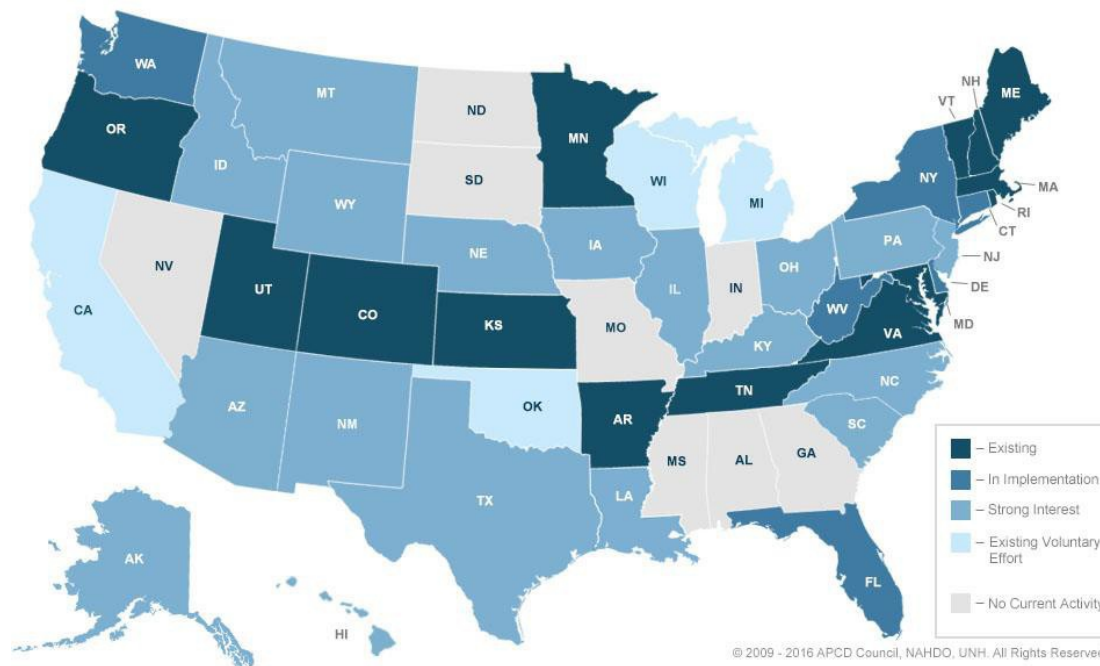 WA
MT
ND
MN
NH
ME
VT
OR
ID
SD
WI
MI
NY
MA
WY
RI
CT
IA
PA
NE
NJ
NV
OH
IL
IN
DE
UT
WV
CA
CO
KS
MO
VA
MD
KY
NC
TN
AZ
OK
NM
AR
SC
MS
AL
GA
TX
LA
AK
FL
HI
– Existing
– In Implementation
– Strong Interest
– Existing Voluntary
Effort
– No Current Activity
© 2009 - 2016 APCD Council, NAHDO, UNH. All Rights Reserve